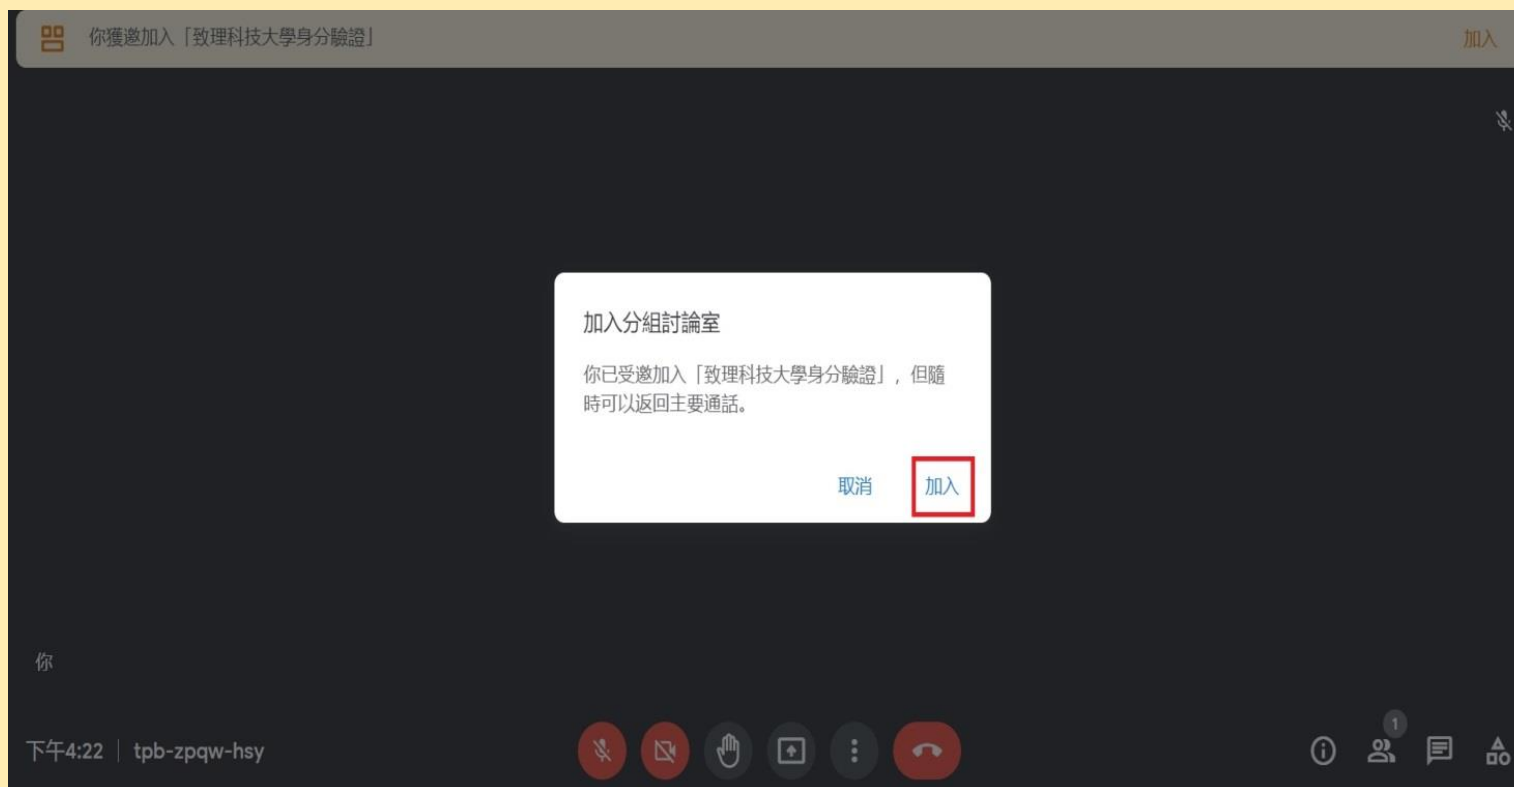 你獲邀加入「致理科技大學身分驗證」
加入
加入分組討論室
你已受邀加入「致理科技大學身分驗證」，但隨
時可以返回主要通話。
取消
加入
你
下午4:22 | tpb-zpqw-hsy
1